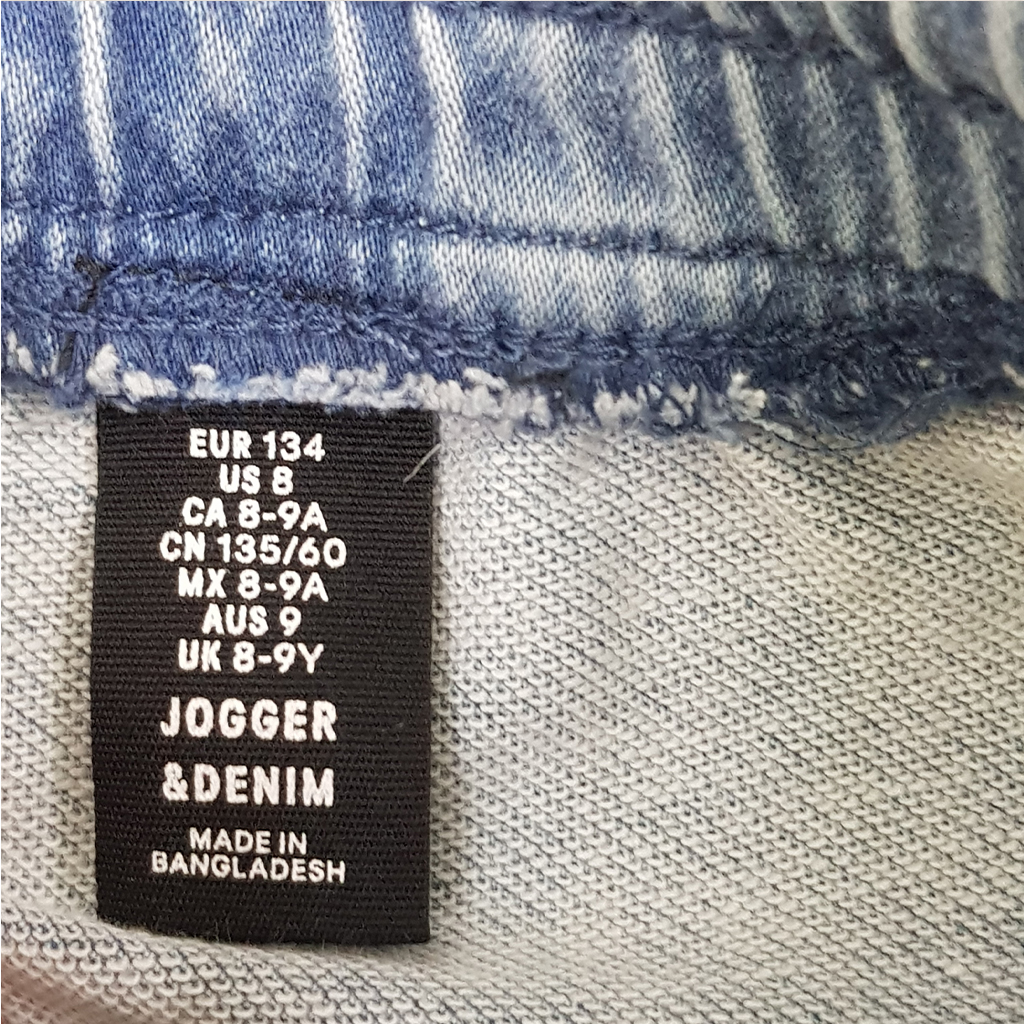 EUR 134
US 8
CA 8-9A
CN 135/60
MX 8-9A
AUS 9
UK 8-9Y
JOGGER
&DENIM
MADE IN
BANGLADESH